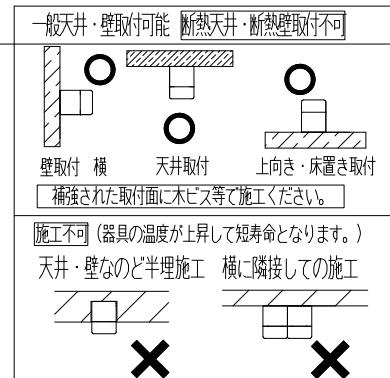 一般天井・壁取付可能 断熱天井・断熱壁取付不可
壁取付 横 天井取付 上向き・床置き取付
補強された取付面に木ビス等で施工ください。
施工不可 (器具の温度が上昇して短寿命となります。)
天井・壁なのど半埋施工 横に隣接しての施工